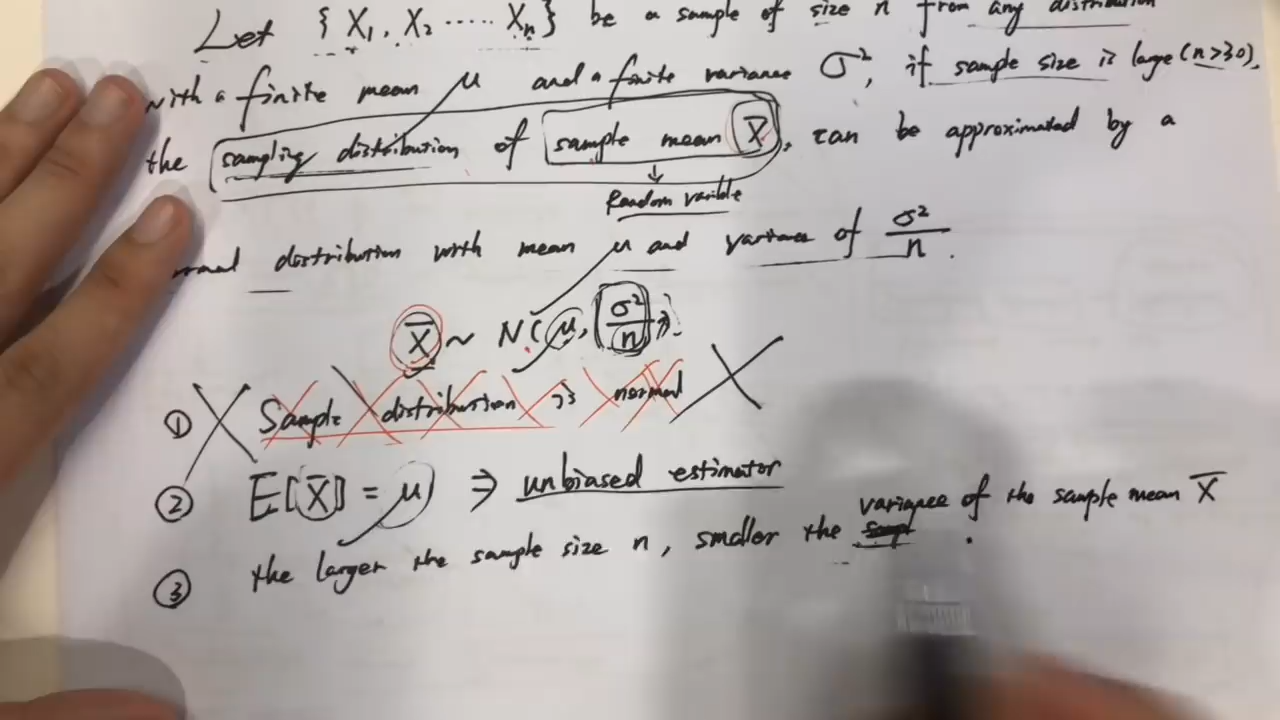 Let {X₁, X₂ ..... Xₙ} be a sample of size n from any distribution
with a finite mean μ and a finite variance σ², if sample size is large (n>30),
the sampling distribution of sample mean X̄, can be approximated by a
↓
Random varible
rmal distribution with mean μ and variance of σ²/n.
X̄ ~ N(μ, σ²/n).
① Sample distribution is normal
② E[X̄] = μ ⇒ unbiased estimator
③ the larger the sample size n, smaller the variance of the sample mean X̄.